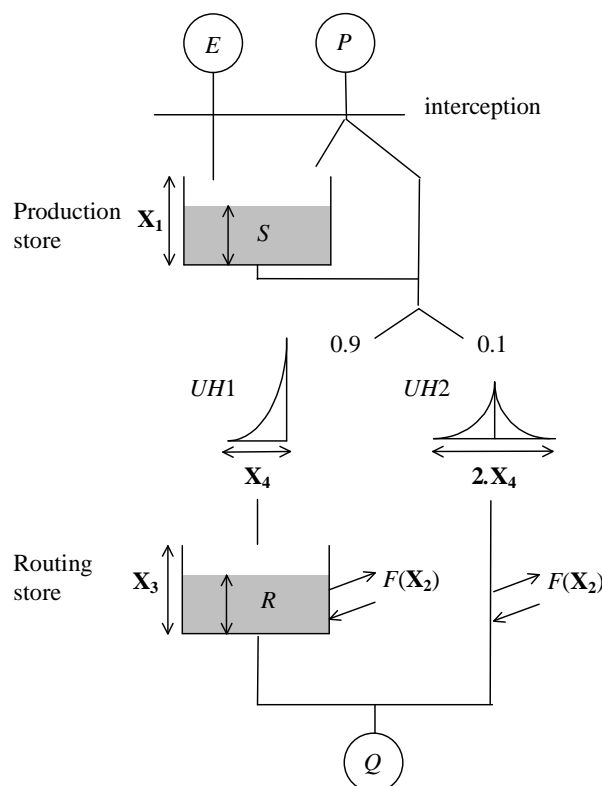 E
P
interception
Production
store
X1
S
0.9
0.1
UH1
UH2
X4
2.X4
Routing
store
X3
R
F(X2)
F(X2)
Q